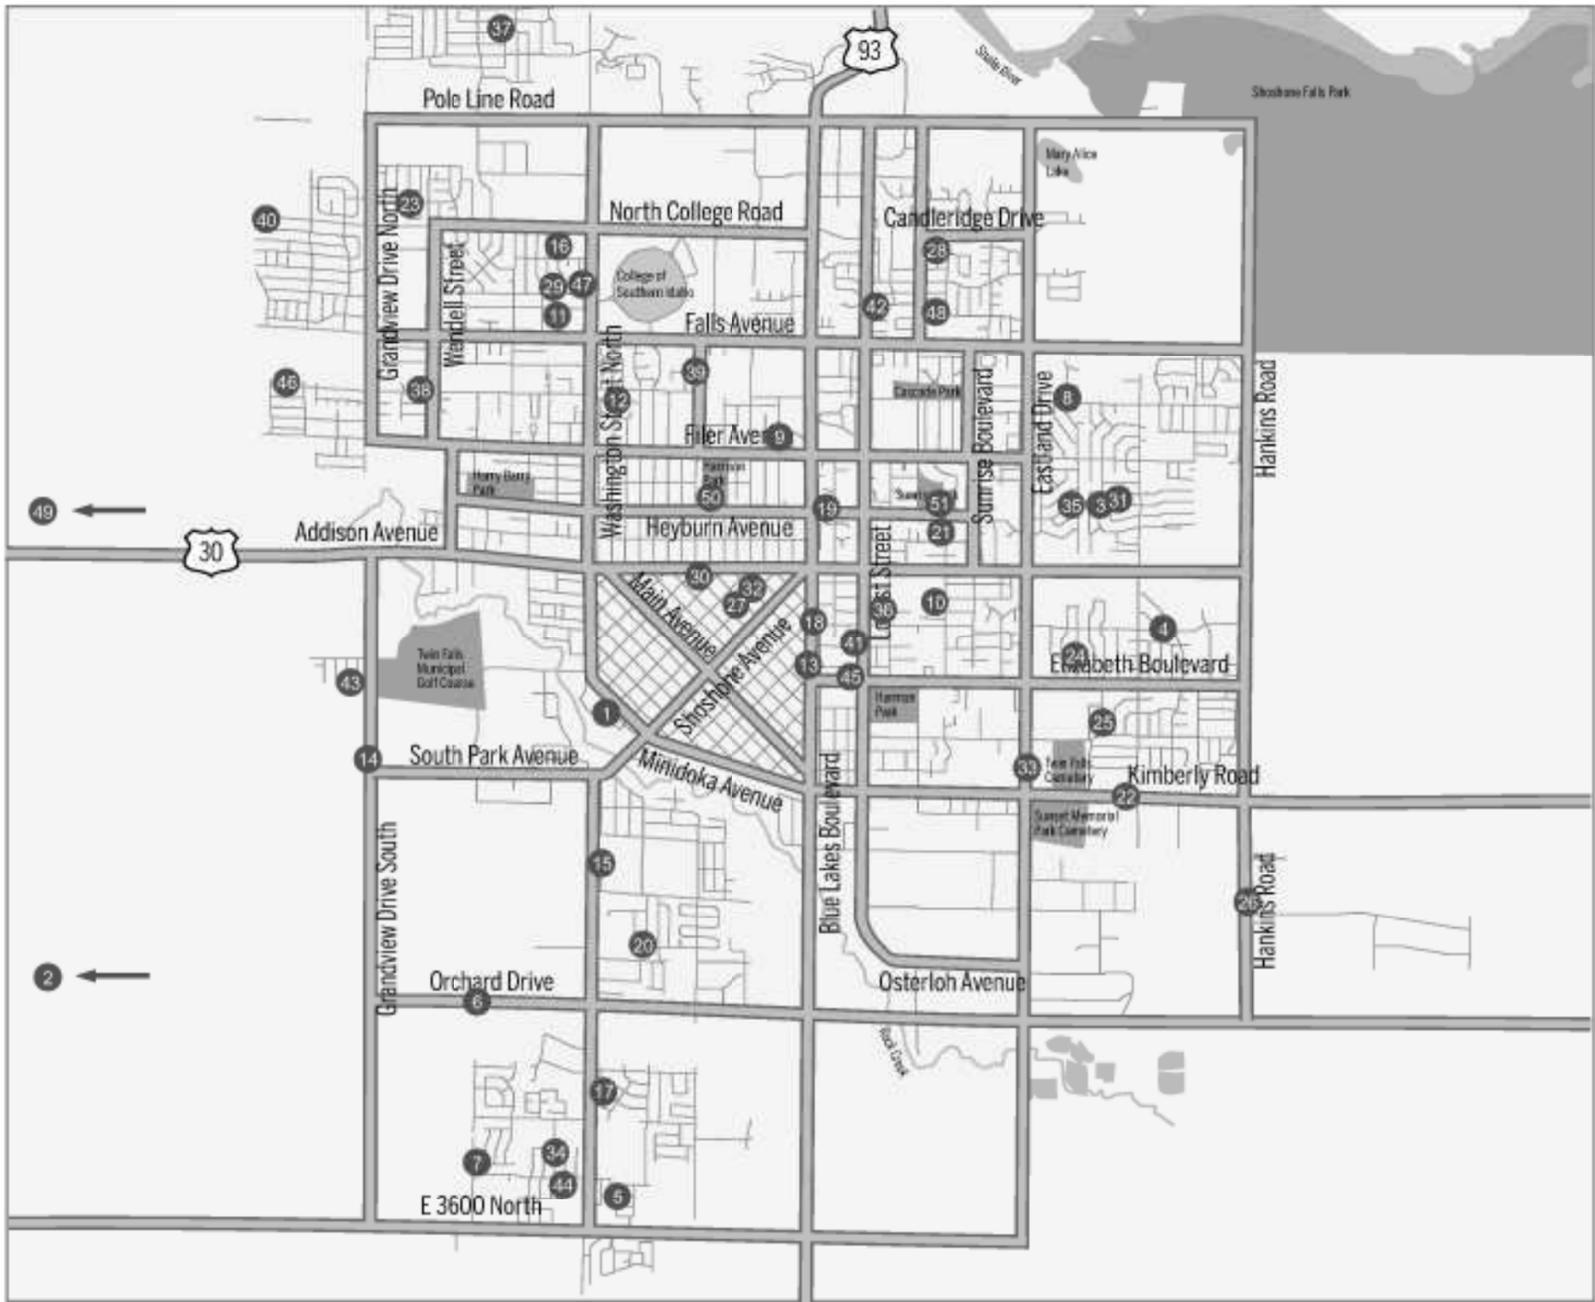 37
93
Snake River
Shoshone Falls Park
Pole Line Road
Mary Alice
Lake
23
40
North College Road
Candleridge Drive
Grandview Drive North
Wendell Street
16
28
29
47
College of
Southern Idaho
11
42
48
Falls Avenue
Washington Street North
39
46
38
12
Cascade Park
Sunrise Boulevard
Eastland Drive
8
Hankins Road
Filer Ave
9
Harry Barry
Park
Harmon
Park
50
19
51
35
3
31
49
Addison Avenue
Heyburn Avenue
21
30
30
32
27
Main Avenue
Shoshone Avenue
18
36
10
41
4
24
Elizabeth Boulevard
Twin Falls
Municipal
Golf Course
43
13
45
1
Harmon
Park
25
14
South Park Avenue
Minidoka Avenue
33
Twin Falls
Cemetery
Kimberly Road
22
Sunset Memorial
Park Cemetery
Blue Lakes Boulevard
Grandview Drive South
15
26
Hankins Road
20
2
Orchard Drive
6
Osterloh Avenue
Rock Creek
17
7
34
44
5
E 3600 North